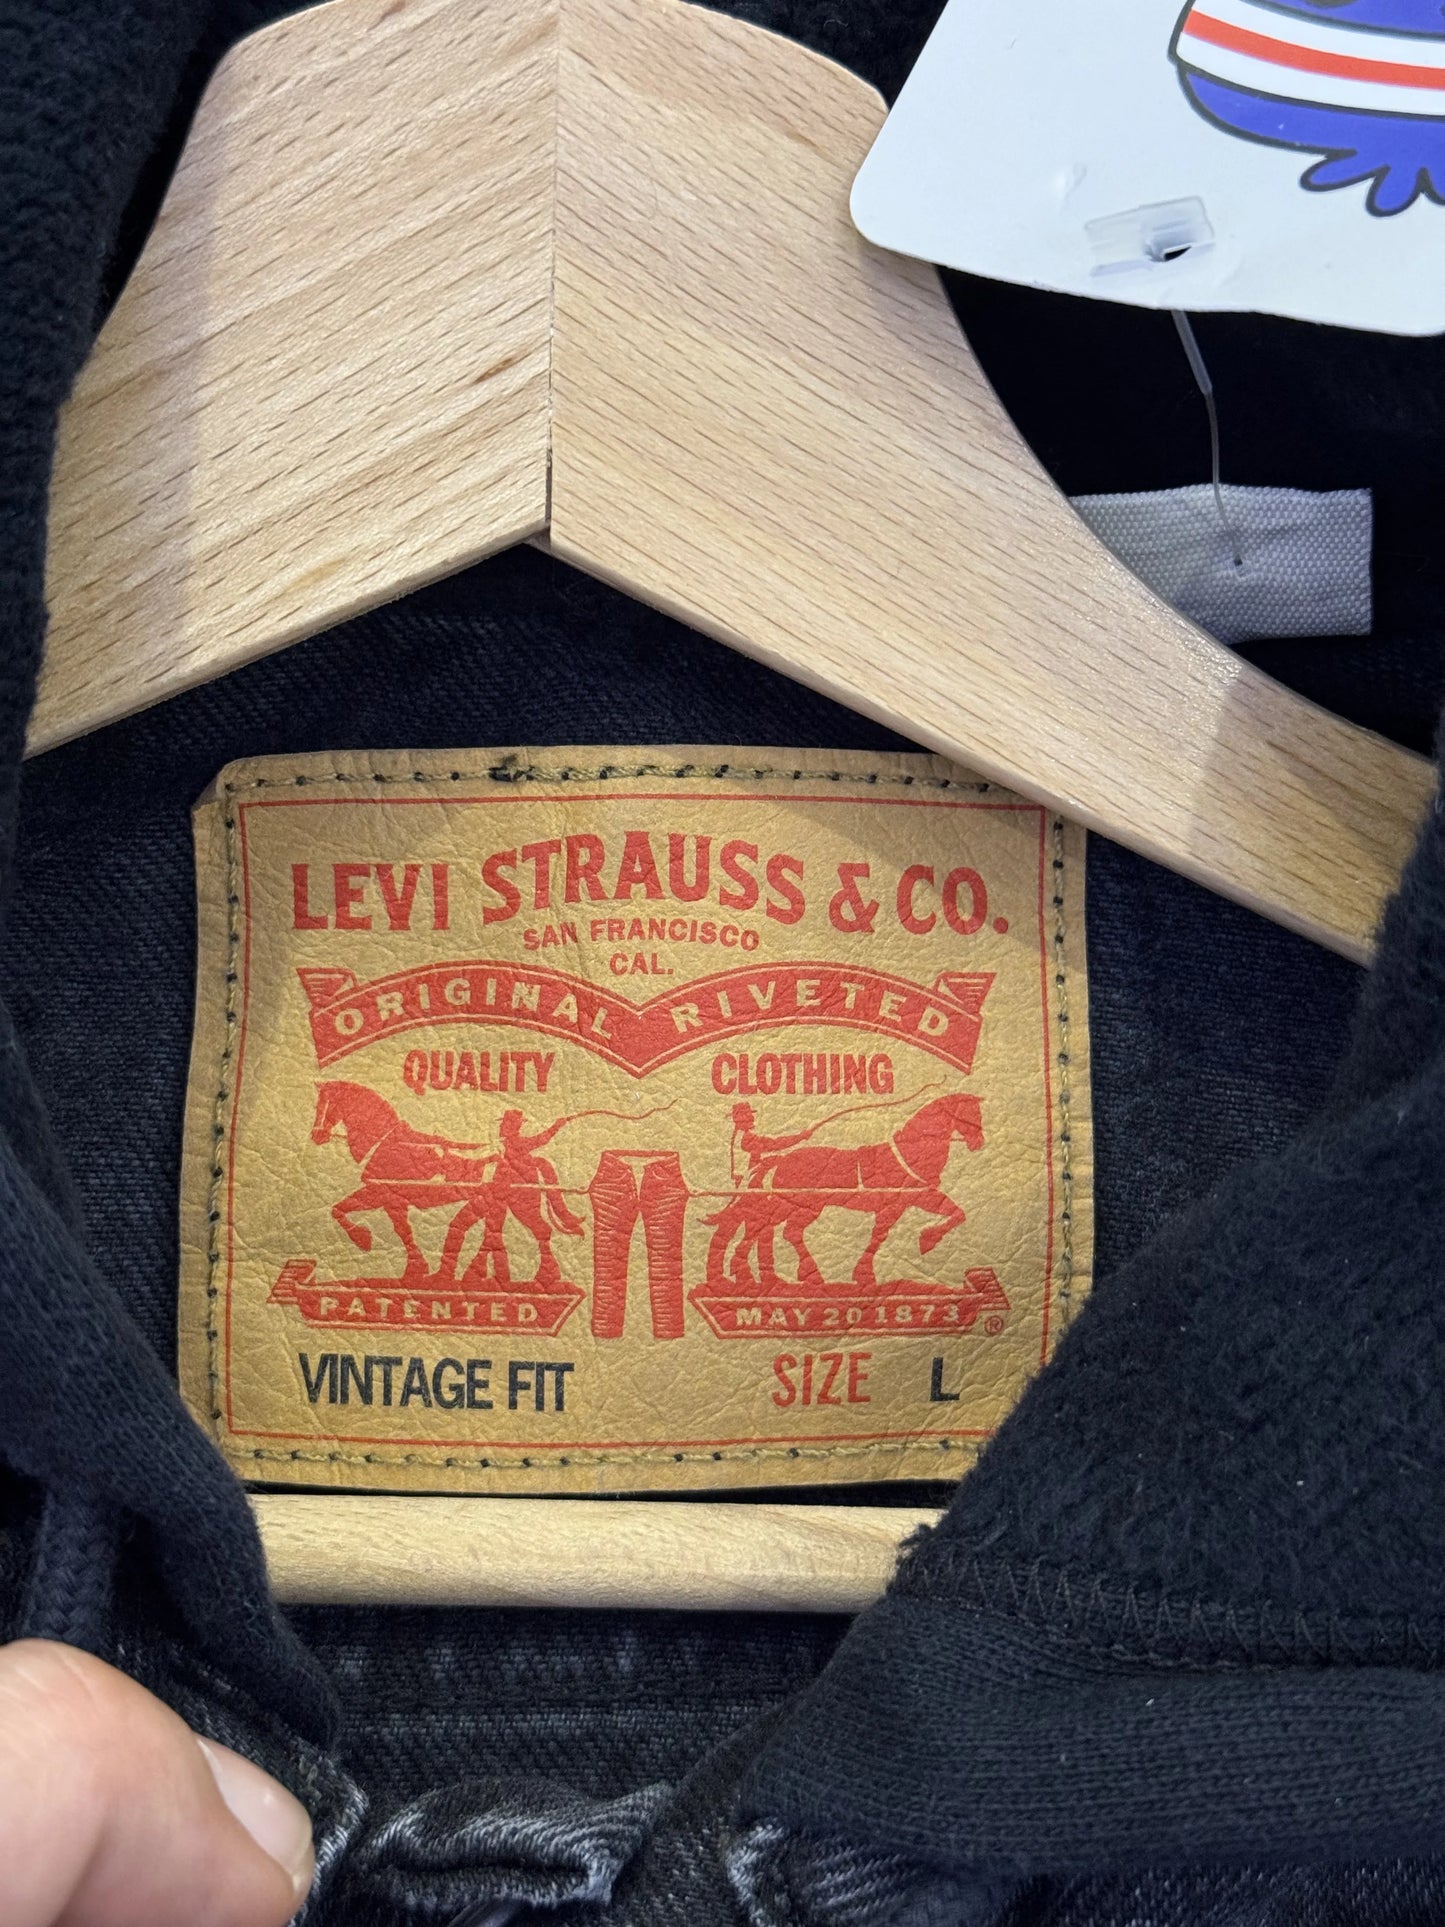 LEVI STRAUSS & CO.
SAN FRANCISCO
CAL.
ORIGINAL RIVETED
QUALITY CLOTHING
PATENTED MAY 20 1873 ®
VINTAGE FIT SIZE L